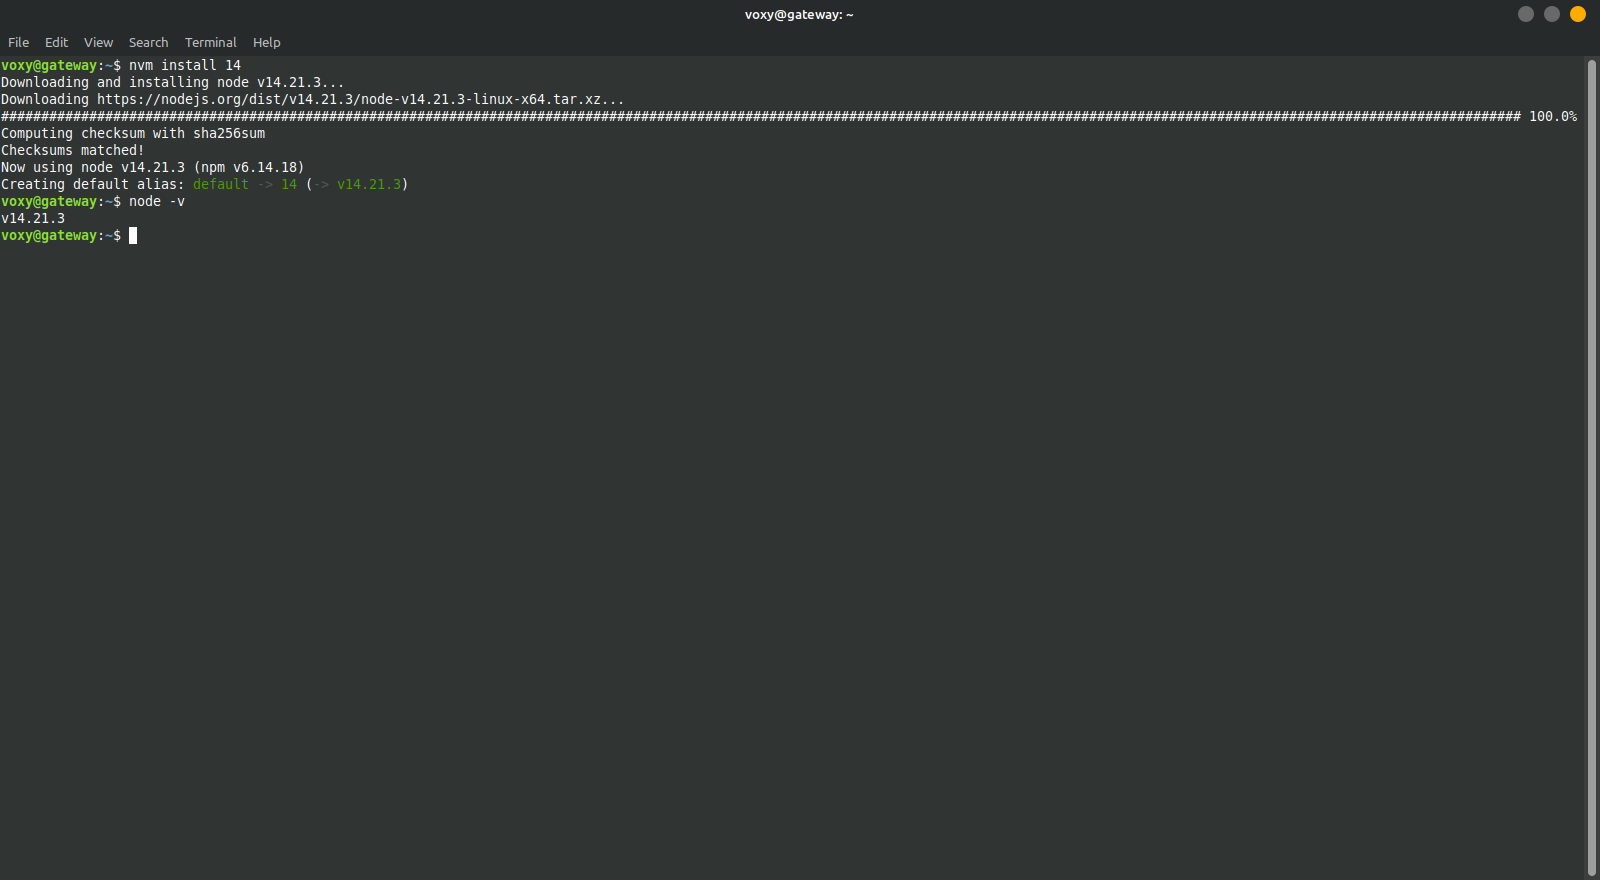 voxy@gateway: ~
File Edit View Search Terminal Help
voxy@gateway:~$ nvm install 14
Downloading and installing node v14.21.3...
Downloading https://nodejs.org/dist/v14.21.3/node-v14.21.3-linux-x64.tar.xz...
############################################################################################################################################################################################## 100.0%
Computing checksum with sha256sum
Checksums matched!
Now using node v14.21.3 (npm v6.14.18)
Creating default alias: default -> 14 (-> v14.21.3)
voxy@gateway:~$ node -v
v14.21.3
voxy@gateway:~$